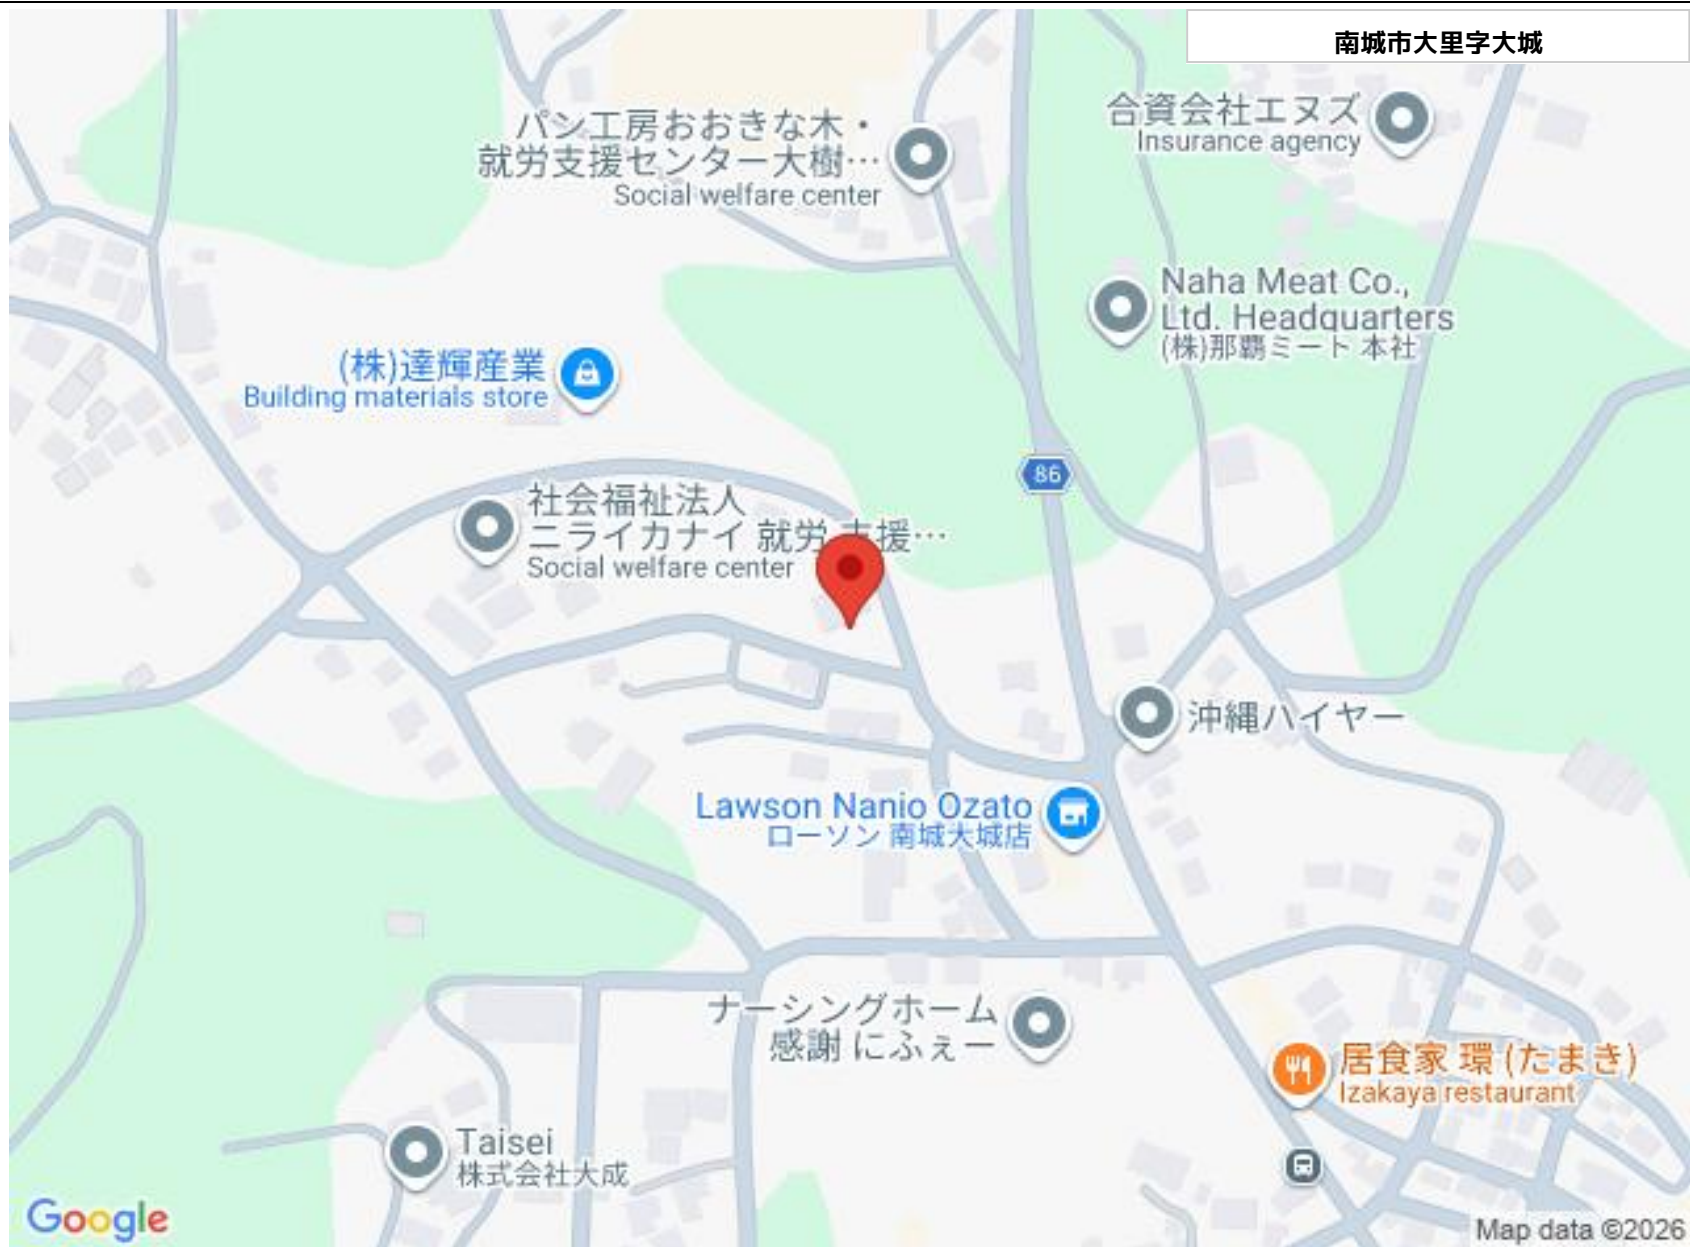 南城市大里字大城
合資会社エヌズ
Insurance agency
パン工房おおきな木・
就労支援センター大樹…
Social welfare center
Naha Meat Co.,
Ltd. Headquarters
(株)那覇ミート 本社
(株)達輝産業
Building materials store
86
社会福祉法人
ニライカナイ 就労 支援…
Social welfare center
沖縄ハイヤー
Lawson Nanjo Ozato
ローソン 南城大城店
ナーシングホーム
感謝 にふぇー
居食家 環 (たまき)
Izakaya restaurant
Taisei
株式会社大成
Google
Map data ©2026